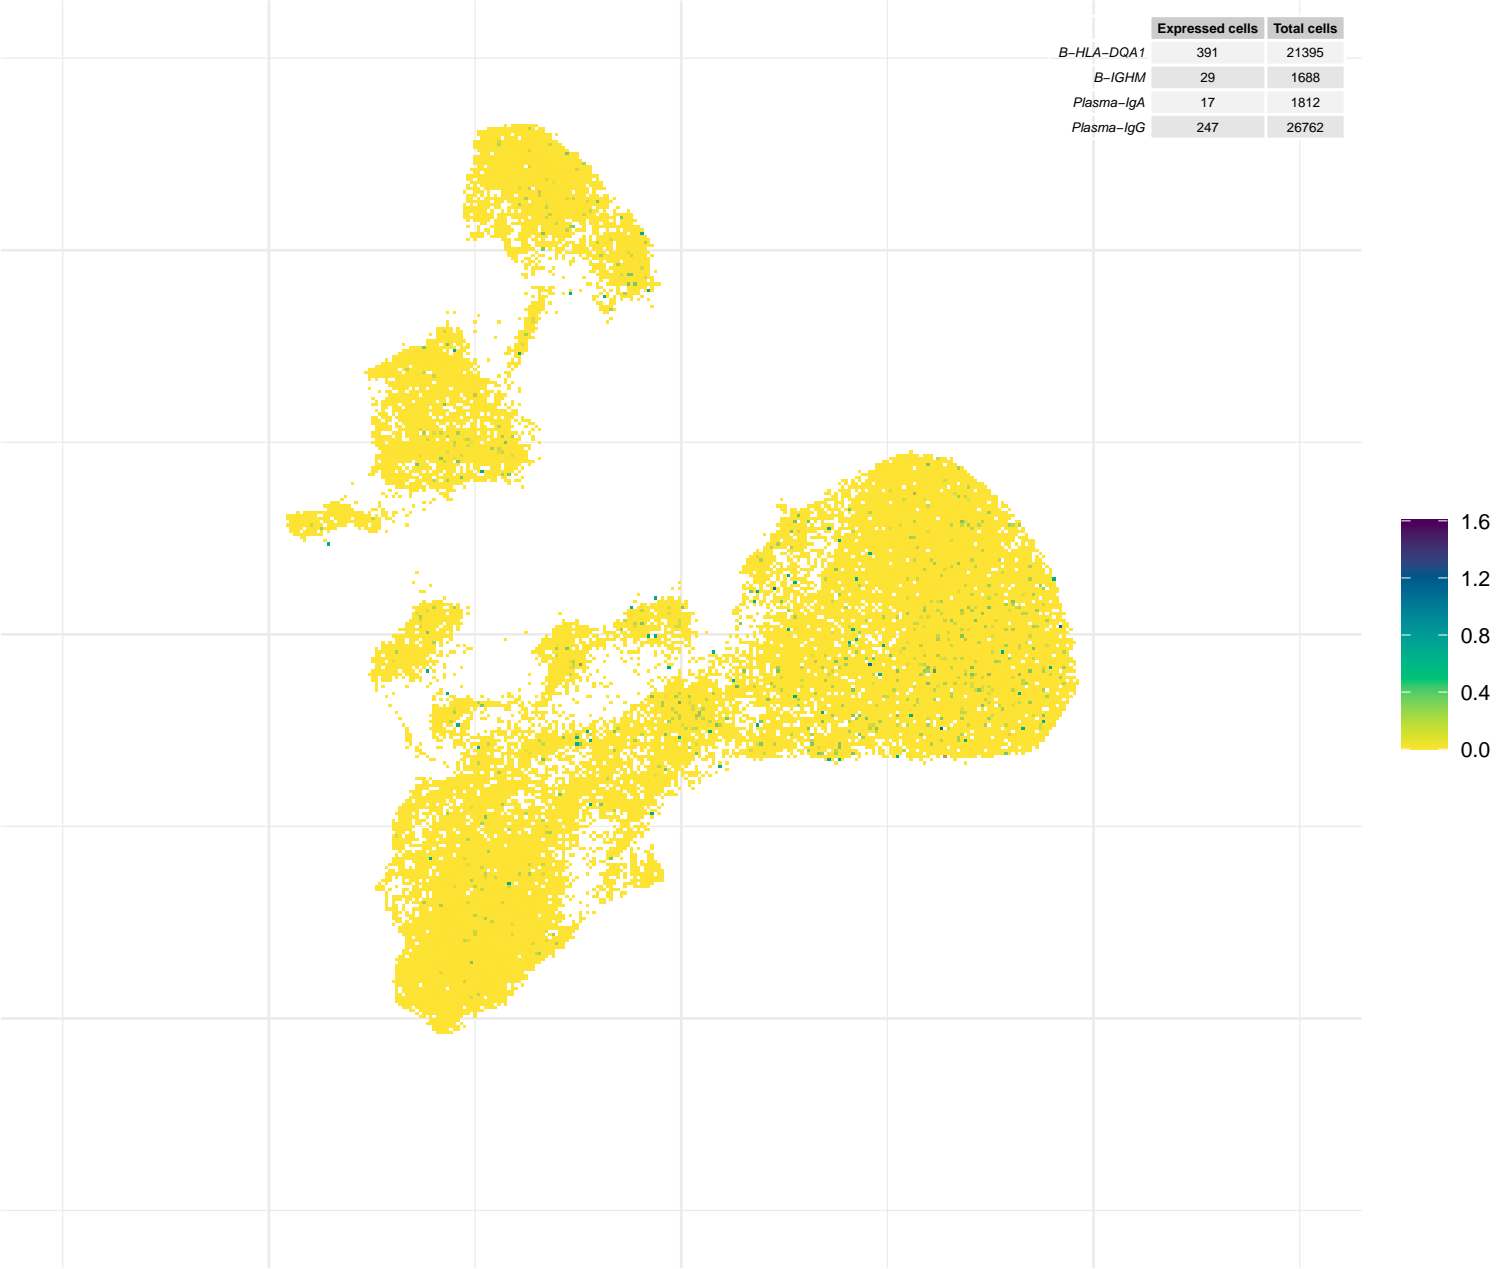 Expressed cells Total cells
B−HLA−DQA1 391 21395
B−IGHM 29 1688
Plasma−IgA 17 1812
Plasma−IgG 247 26762
1.6
1.2
0.8
0.4
0.0